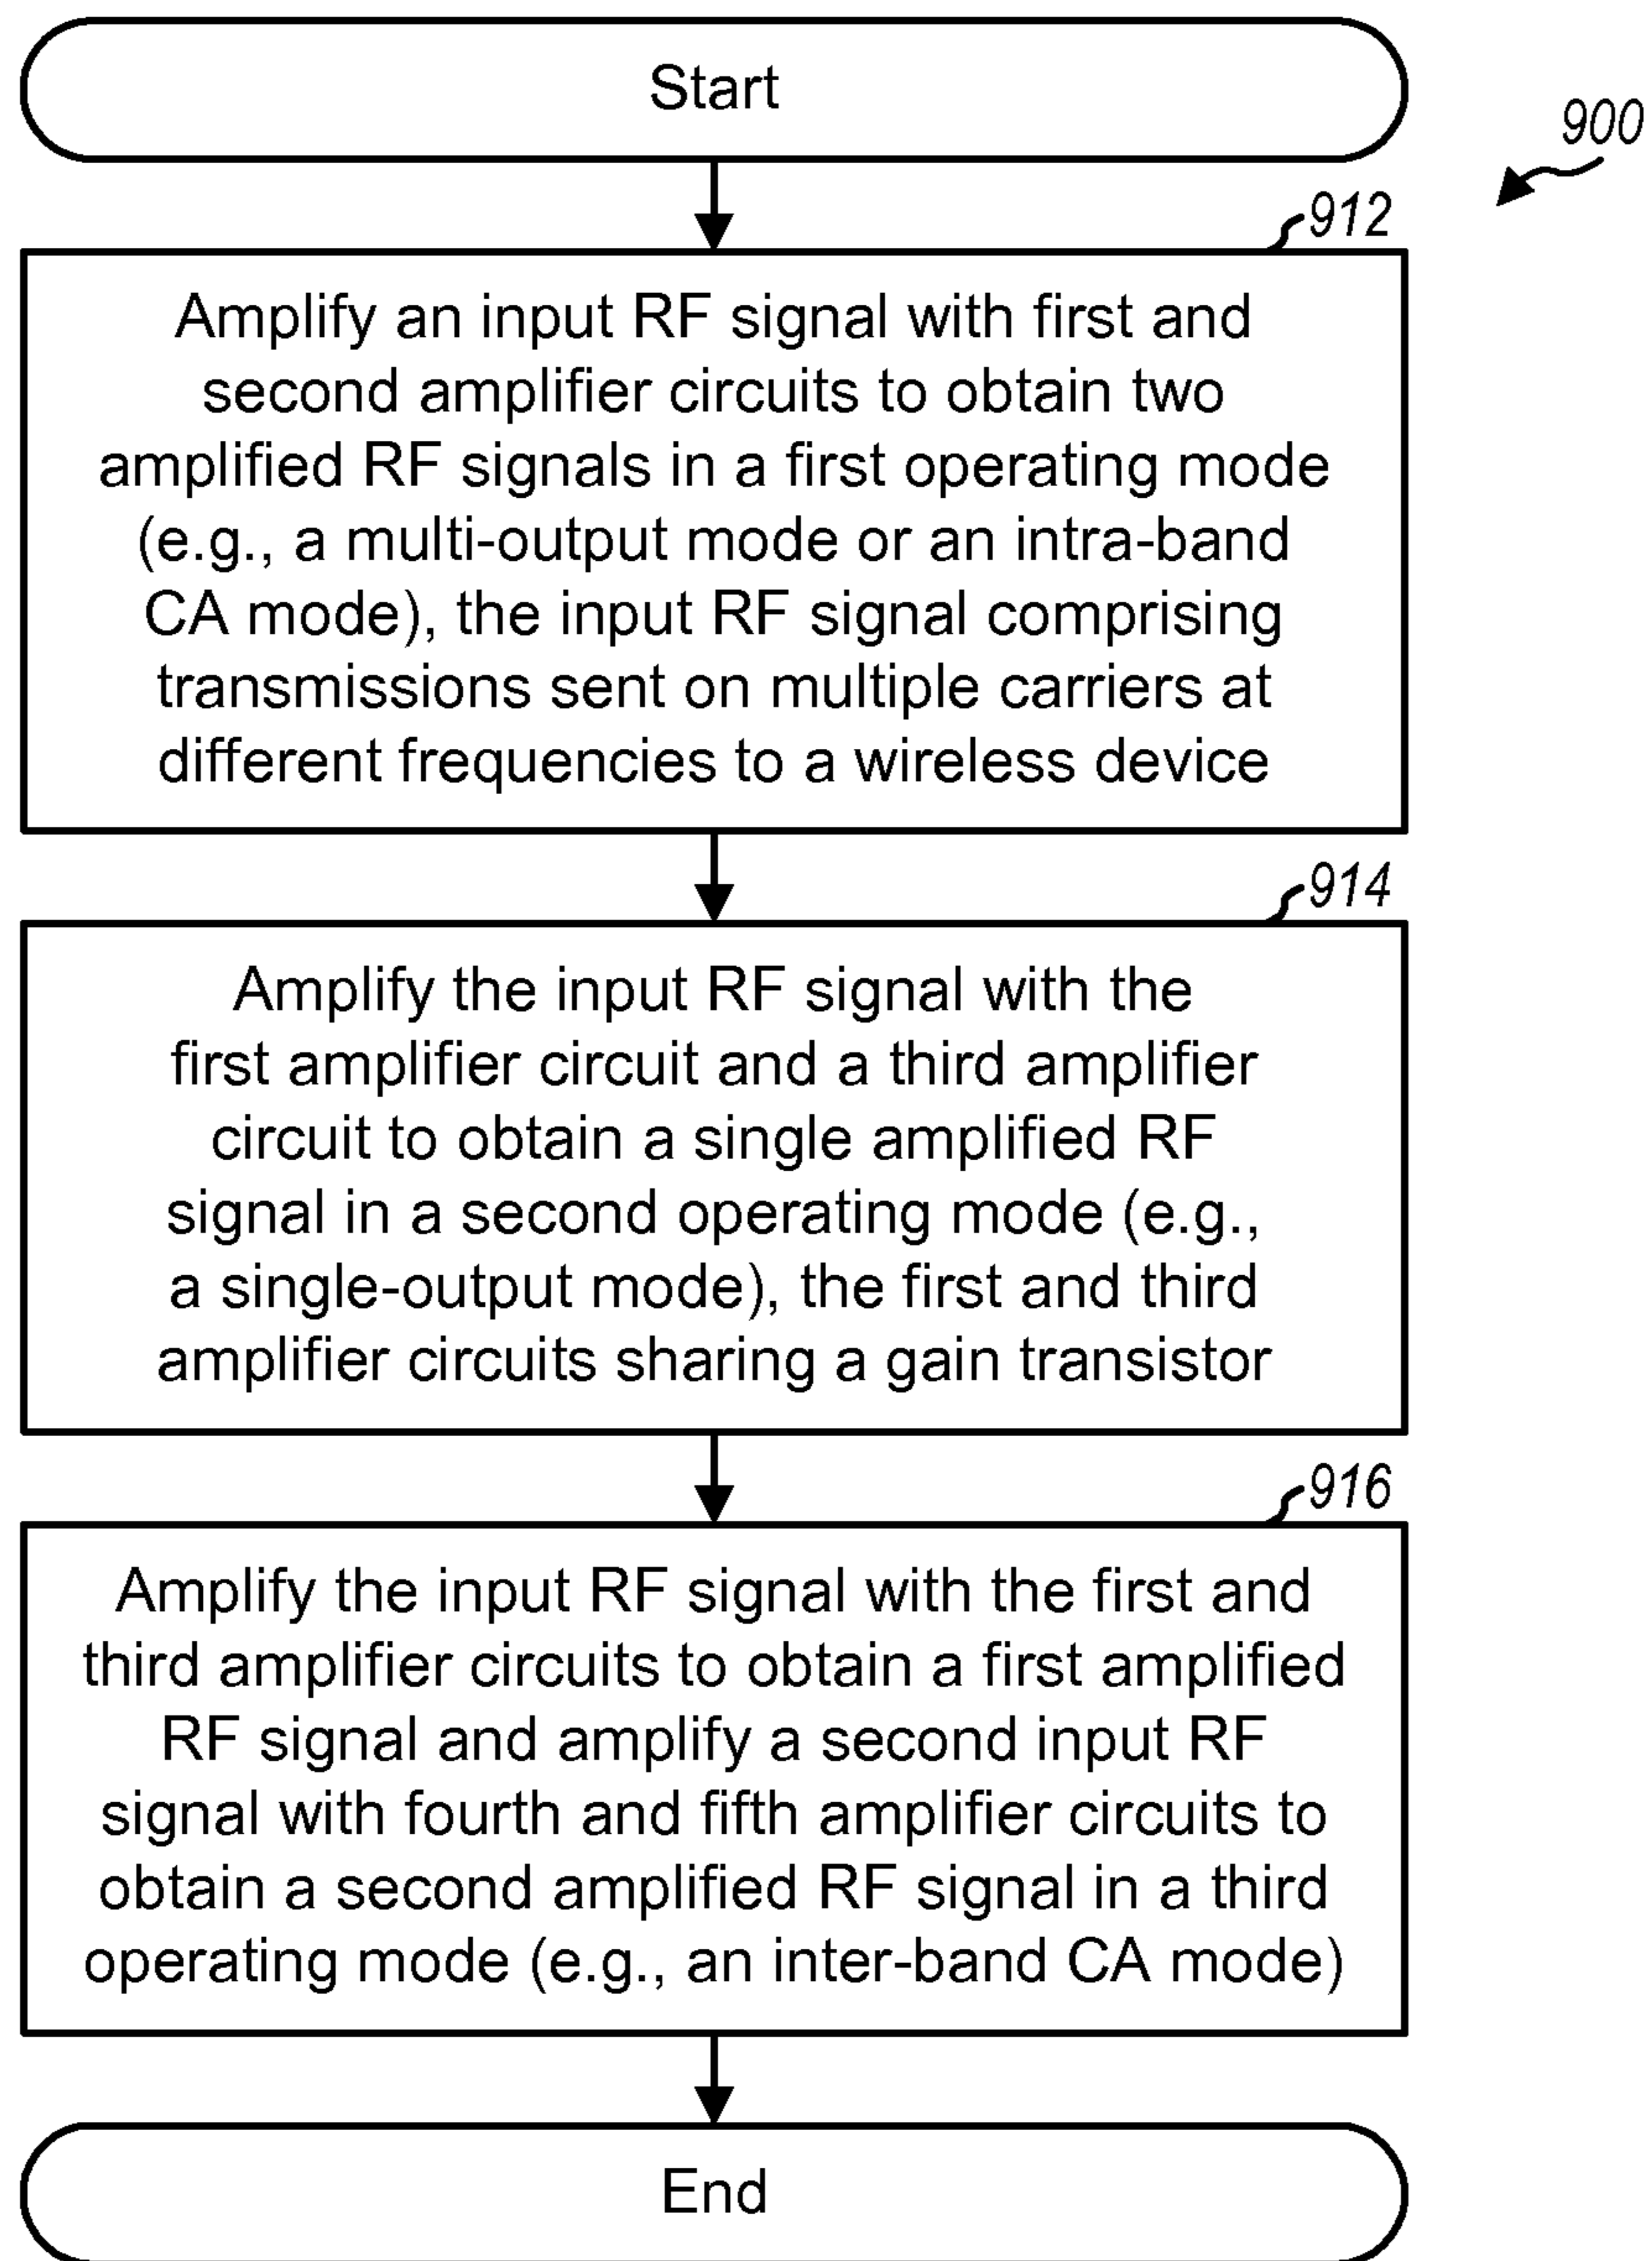 Start
900
912
Amplify an input RF signal with first and
second amplifier circuits to obtain two
amplified RF signals in a first operating mode
(e.g., a multi-output mode or an intra-band
CA mode), the input RF signal comprising
transmissions sent on multiple carriers at
different frequencies to a wireless device
914
Amplify the input RF signal with the
first amplifier circuit and a third amplifier
circuit to obtain a single amplified RF
signal in a second operating mode (e.g.,
a single-output mode), the first and third
amplifier circuits sharing a gain transistor
916
Amplify the input RF signal with the first and
third amplifier circuits to obtain a first amplified
RF signal and amplify a second input RF
signal with fourth and fifth amplifier circuits to
obtain a second amplified RF signal in a third
operating mode (e.g., an inter-band CA mode)
End